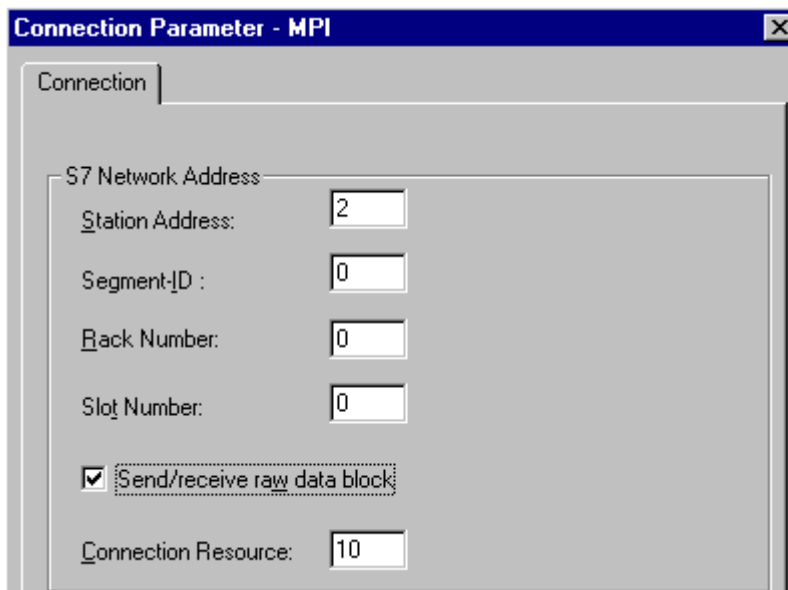 Connection Parameter - MPI
Connection
S7 Network Address
Station Address: 2
Segment-ID : 0
Rack Number: 0
Slot Number: 0
Send/receive raw data block
Connection Resource: 10